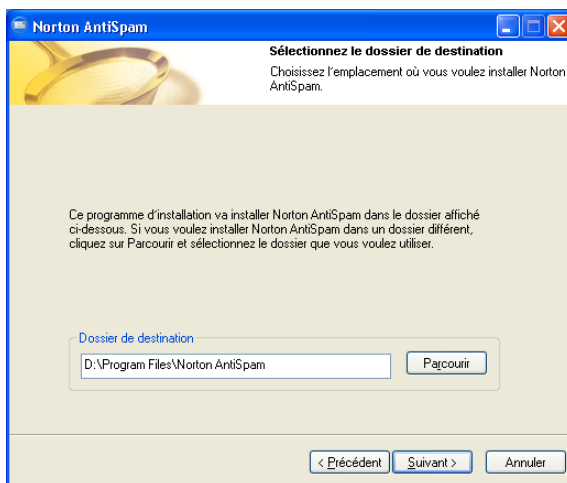 Norton AntiSpam
Sélectionnez le dossier de destination
Choisissez l'emplacement où vous voulez installer Norton
AntiSpam.
Ce programme d'installation va installer Norton AntiSpam dans le dossier affiché
ci-dessous. Si vous voulez installer Norton AntiSpam dans un dossier différent,
cliquez sur Parcourir et sélectionnez le dossier que vous voulez utiliser.
Dossier de destination
D:\Program Files\Norton AntiSpam
Parcourir
< Précédent
Suivant >
Annuler